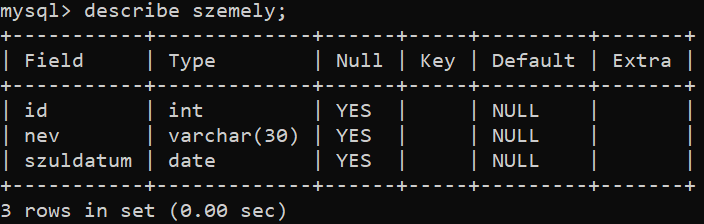 mysql> describe szemely;
+-----------+-------------+------+-----+---------+-------+
| Field     | Type        | Null | Key | Default | Extra |
+-----------+-------------+------+-----+---------+-------+
| id        | int         | YES  |     | NULL    |       |
| nev       | varchar(30) | YES  |     | NULL    |       |
| szuldatum | date        | YES  |     | NULL    |       |
+-----------+-------------+------+-----+---------+-------+
3 rows in set (0.00 sec)